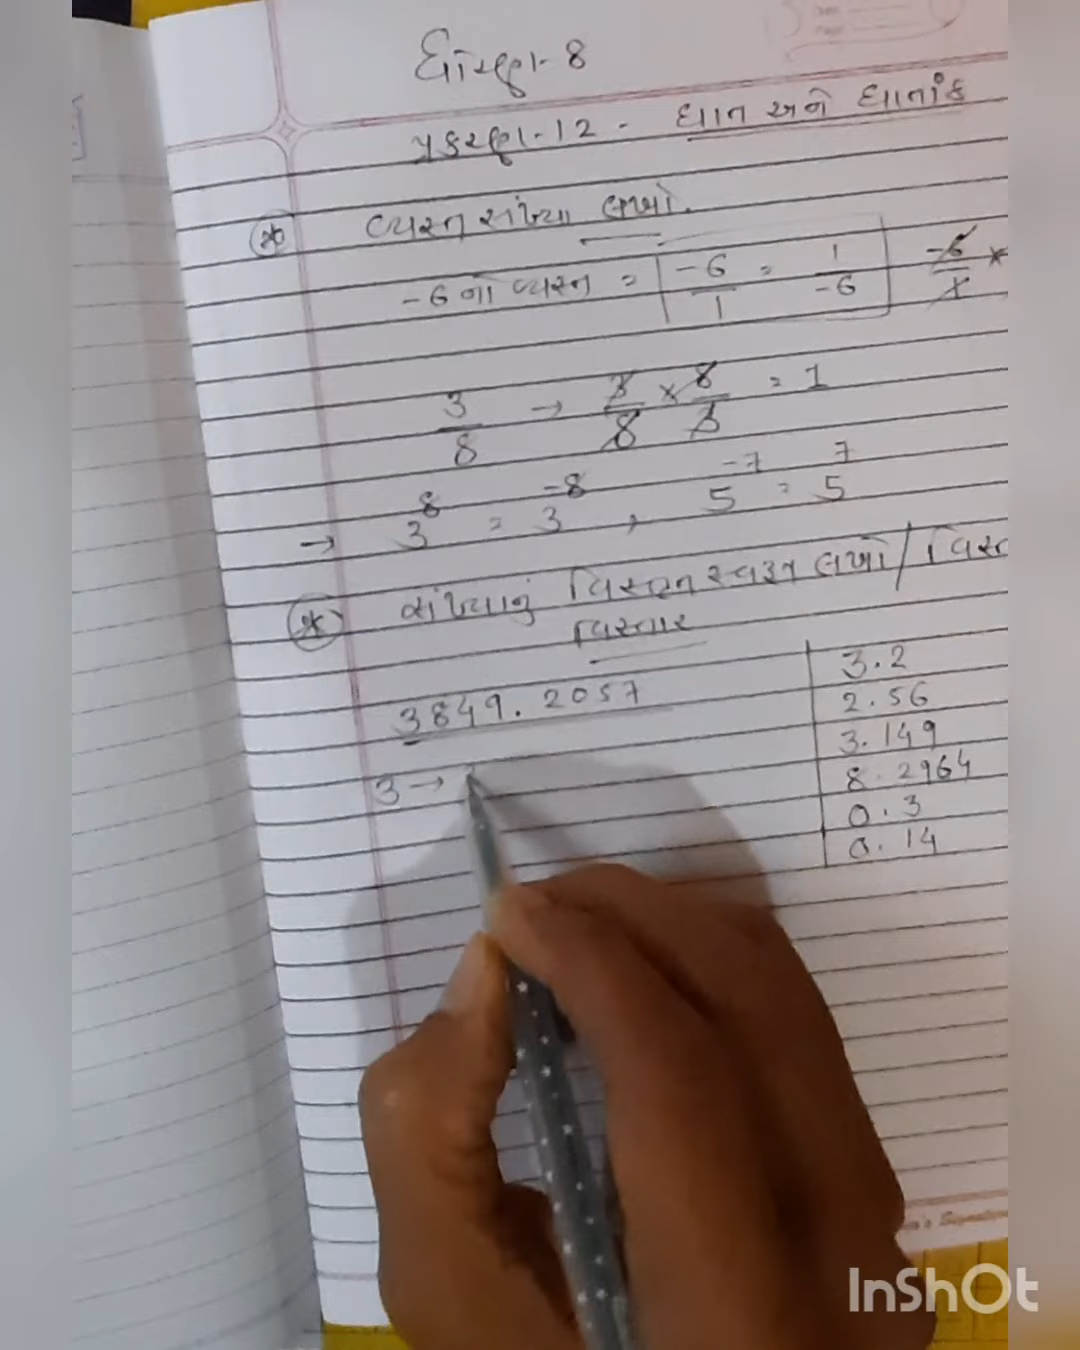 ધોરણ - 8
પ્રકરણ - 12 - ઘાત અને ઘાતાંક
* વ્યસ્ત સંખ્યા લખો.
-6 નો વ્યસ્ત = -6/1 = 1/-6 -6/1 ×
3/8 → 3/8 × 8/3 = 1
→ 3^8 = 3^-8 , 5^-7 = 5^7
* સંખ્યાનું વિસ્તૃત સ્વરૂપ લખો /
વિસ્તાર
3849.2057
3 →
3.2
2.56
3.149
8.2964
0.3
0.14
InShOt